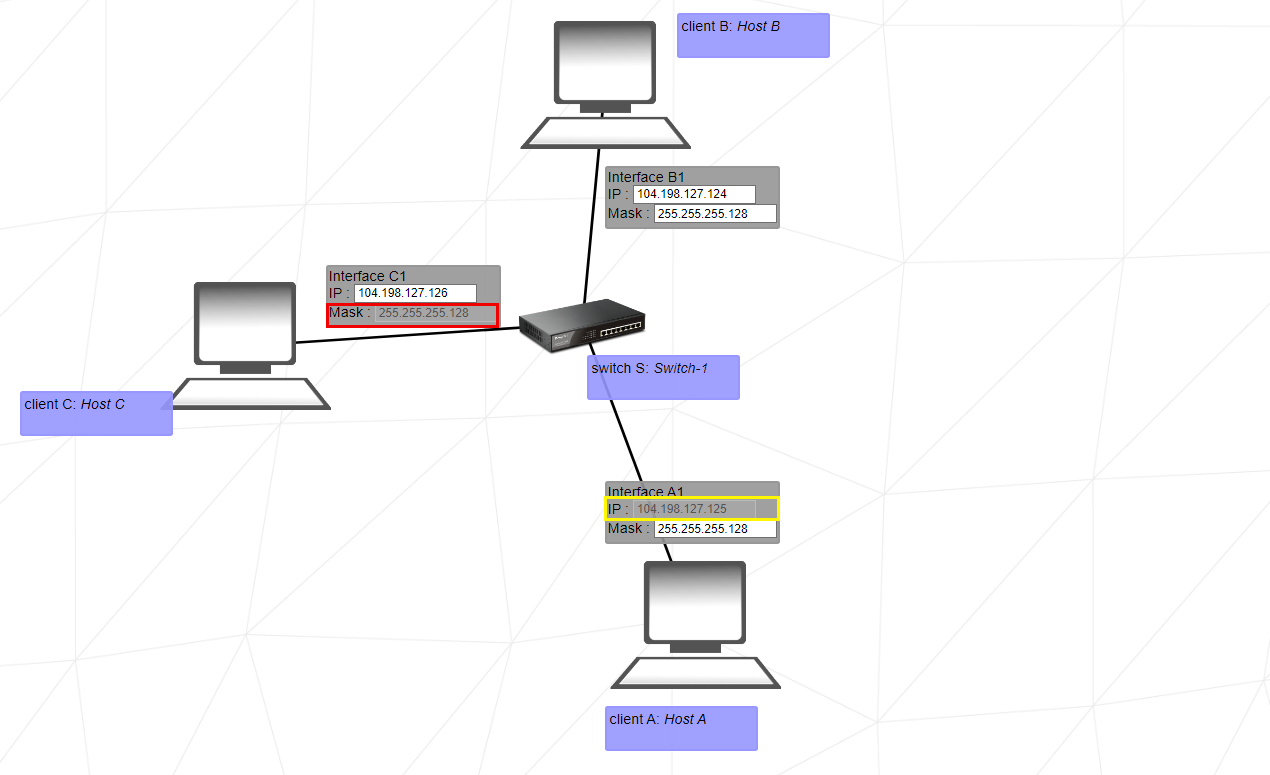 client B: Host B
Interface B1
IP : 104.198.127.124
Mask : 255.255.255.128
Interface C1
IP : 104.198.127.126
Mask : 255.255.255.128
switch S: Switch-1
client C: Host C
Interface A1
IP : 104.198.127.125
Mask : 255.255.255.128
client A: Host A